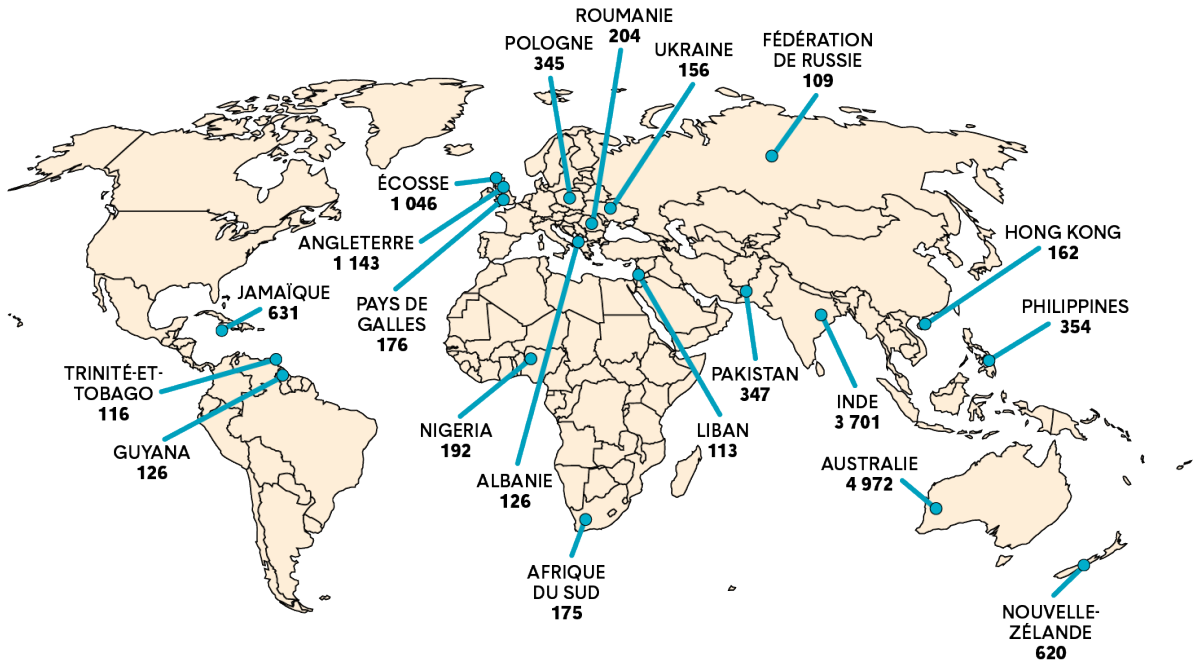 ROUMANIE
204
POLOGNE
345
UKRAINE
156
FÉDÉRATION
DE RUSSIE
109
ÉCOSSE
1 046
ANGLETERRE
1 143
PAYS DE
GALLES
176
HONG KONG
162
JAMAÏQUE
631
PHILIPPINES
354
TRINITÉ-ET-
TOBAGO
116
GUYANA
126
NIGERIA
192
ALBANIE
126
PAKISTAN
347
LIBAN
113
INDE
3 701
AUSTRALIE
4 972
AFRIQUE
DU SUD
175
NOUVELLE-
ZÉLANDE
620